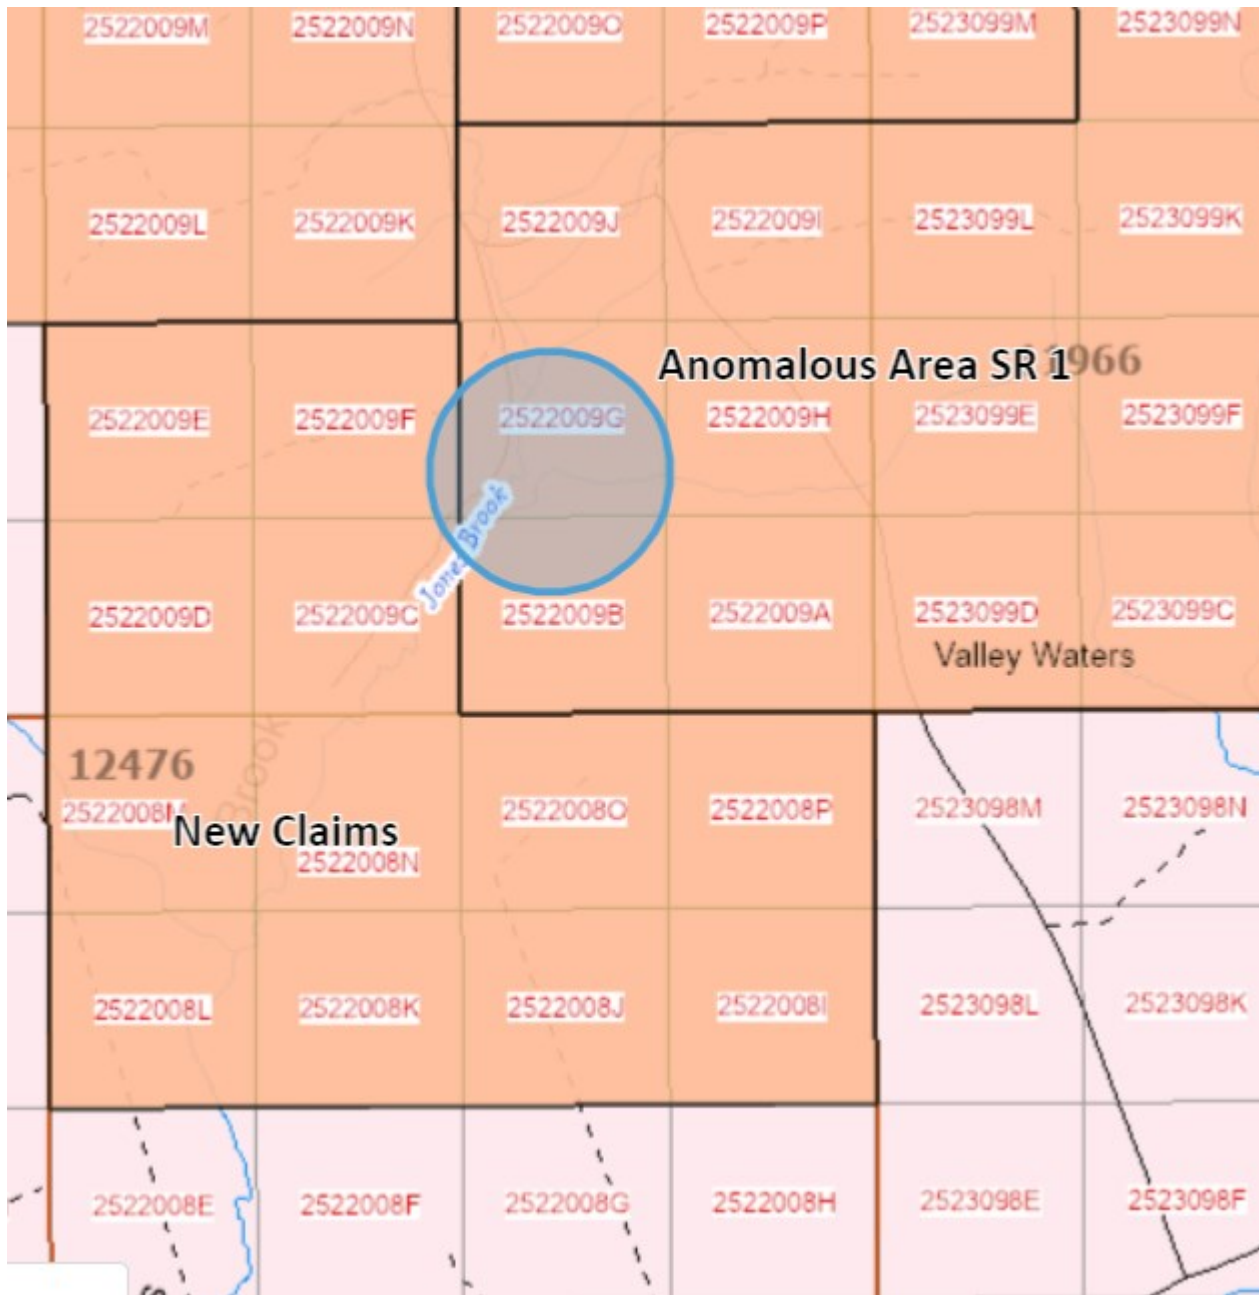 2522009M 2522009N 2522009O 2522009P 2523099M 2523099N
2522009L 2522009K 2522009J 2522009I 2523099L 2523099K
Anomalous Area SR 1
1966
2522009E 2522009F 2522009G 2522009H 2523099E 2523099F
Jones Brook
2522009D 2522009C 2522009B 2522009A 2523099D 2523099C
Valley Waters
12476
Brook
2522008M 2522008O 2522008P 2523098M 2523098N
New Claims
2522008N
2522008L 2522008K 2522008J 2522008I 2523098L 2523098K
2522008E 2522008F 2522008G 2522008H 2523098E 2523098F